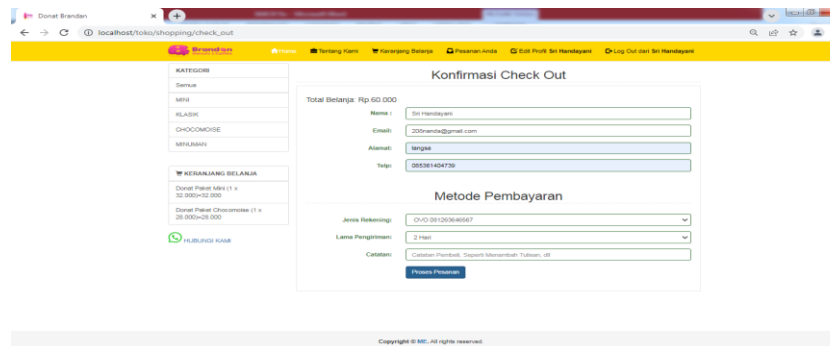 Donat Brandan
localhost/toko/shopping/check_out
Brandan
Home
Tentang Kami
Keranjang Belanja
Pesanan Anda
Edit Profil Sri Handayani
Log Out dari Sri Handayani
KATEGORI
Semua
MINI
KLASIK
CHOCOMOISE
MINUMAN
KERANJANG BELANJA
Donat Paket Mini (1 x
32.000)=32.000
Donat Paket Chocomoise (1 x
28.000)=28.000
HUBUNGI KAMI
Konfirmasi Check Out
Total Belanja: Rp 60.000
Nama : Sri Handayani
Email: 208nanda@gmail.com
Alamat: langsa
Telp: 085361404739
Metode Pembayaran
Jenis Rekening: OVO 081263646567
Lama Pengiriman: 2 Hari
Catatan: Catatan Pembeli, Seperti Menambah Tulisan, dll
Proses Pesanan
Copyright © ME. All rights reserved.